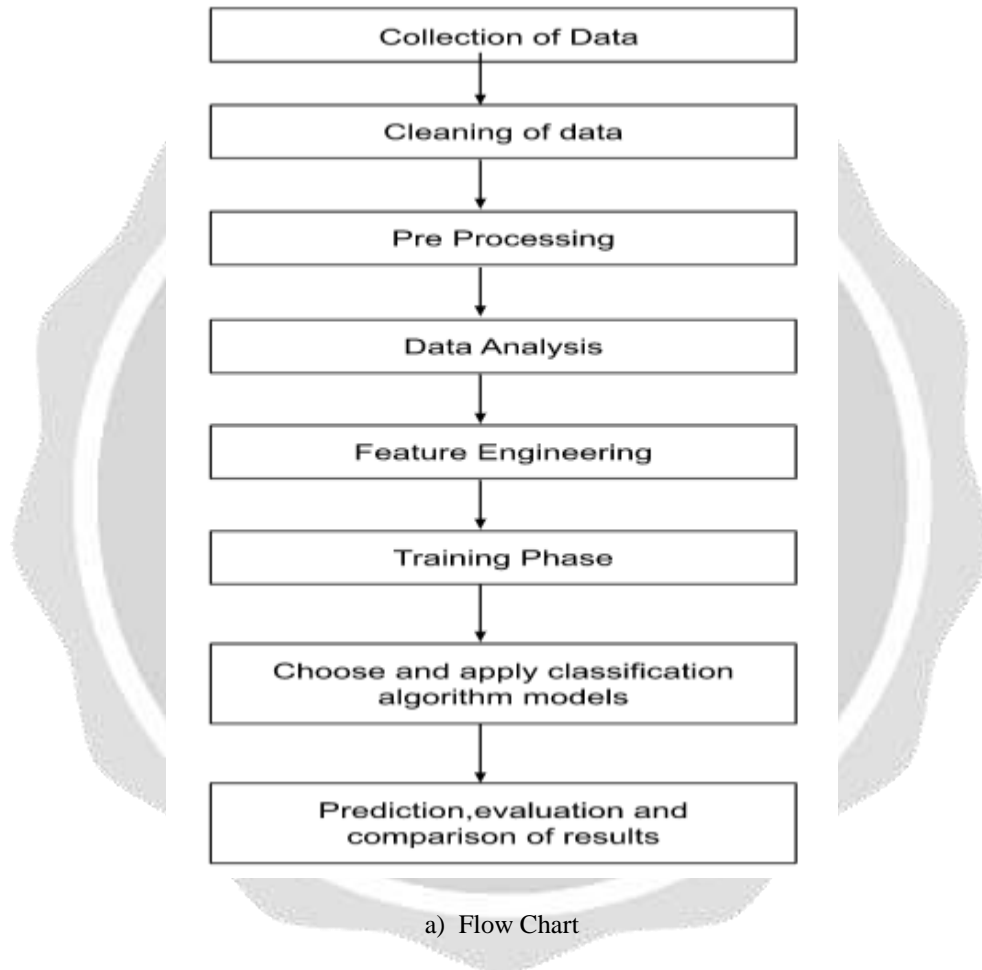 Collection of Data
Cleaning of data
Pre Processing
Data Analysis
Feature Engineering
Training Phase
Choose and apply classification
algorithm models
Prediction,evaluation and
comparison of results
a) Flow Chart